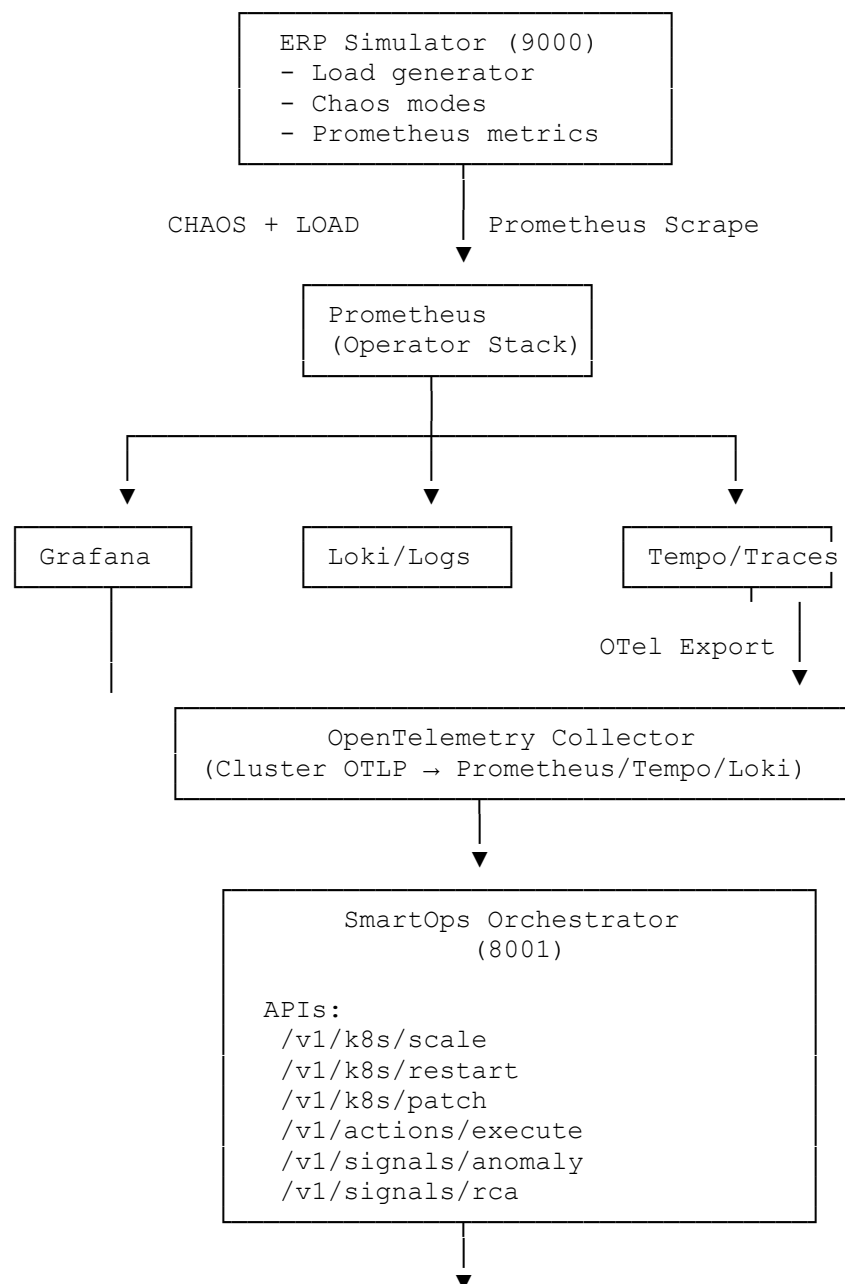 ERP Simulator (9000)
- Load generator
- Chaos modes
- Prometheus metrics
CHAOS + LOAD Prometheus Scrape
Prometheus
(Operator Stack)
Grafana Loki/Logs Tempo/Traces
OTel Export
OpenTelemetry Collector
(Cluster OTLP → Prometheus/Tempo/Loki)
SmartOps Orchestrator
(8001)
APIs:
/v1/k8s/scale
/v1/k8s/restart
/v1/k8s/patch
/v1/actions/execute
/v1/signals/anomaly
/v1/signals/rca